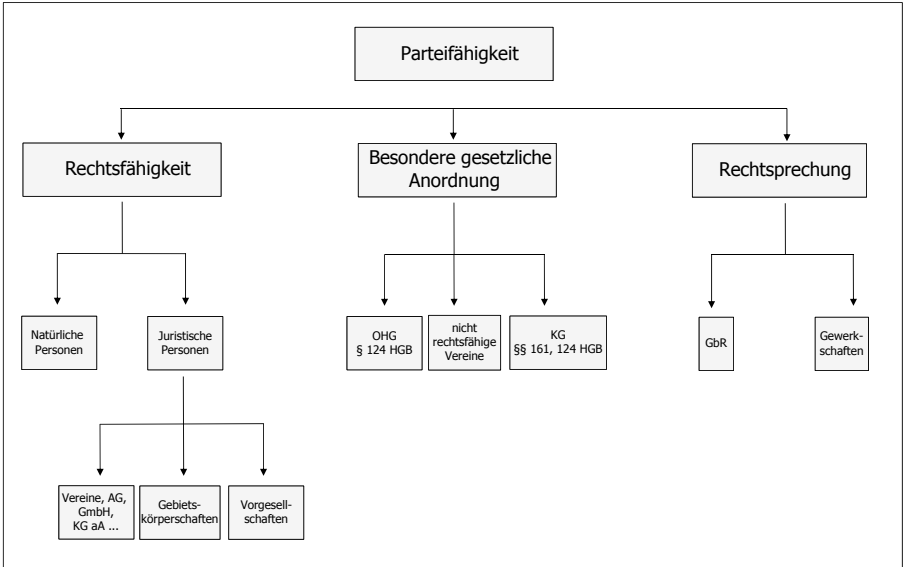 Parteifähigkeit
Rechtsfähigkeit
Besondere gesetzliche
Anordnung
Rechtsprechung
Natürliche
Personen
Juristische
Personen
OHG
§ 124 HGB
nicht
rechtsfähige
Vereine
KG
§§ 161, 124 HGB
GbR
Gewerk-
schaften
Vereine, AG,
GmbH,
KG aA ...
Gebiets-
körperschaften
Vorgesell-
schaften